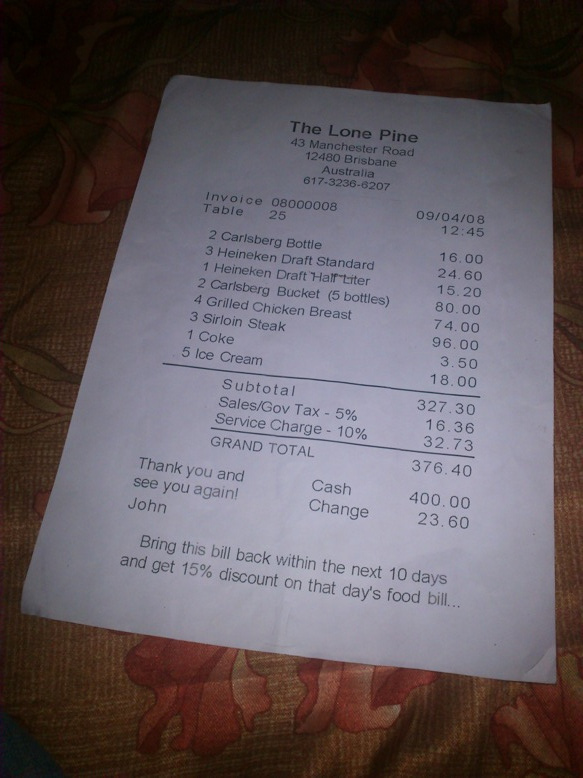 The Lone Pine
43 Manchester Road
12480 Brisbane
Australia
617-3236-6207
Invoice 08000008 09/04/08
Table 25 12:45
2 Carlsberg Bottle 16.00
3 Heineken Draft Standard 24.60
1 Heineken Draft Half Liter 15.20
2 Carlsberg Bucket (5 bottles) 80.00
4 Grilled Chicken Breast 74.00
3 Sirloin Steak 96.00
1 Coke 3.50
5 Ice Cream 18.00
Subtotal 327.30
Sales/Gov Tax - 5% 16.36
Service Charge - 10% 32.73
GRAND TOTAL 376.40
Thank you and
see you again!
John
Cash 400.00
Change 23.60
Bring this bill back within the next 10 days
and get 15% discount on that day's food bill...